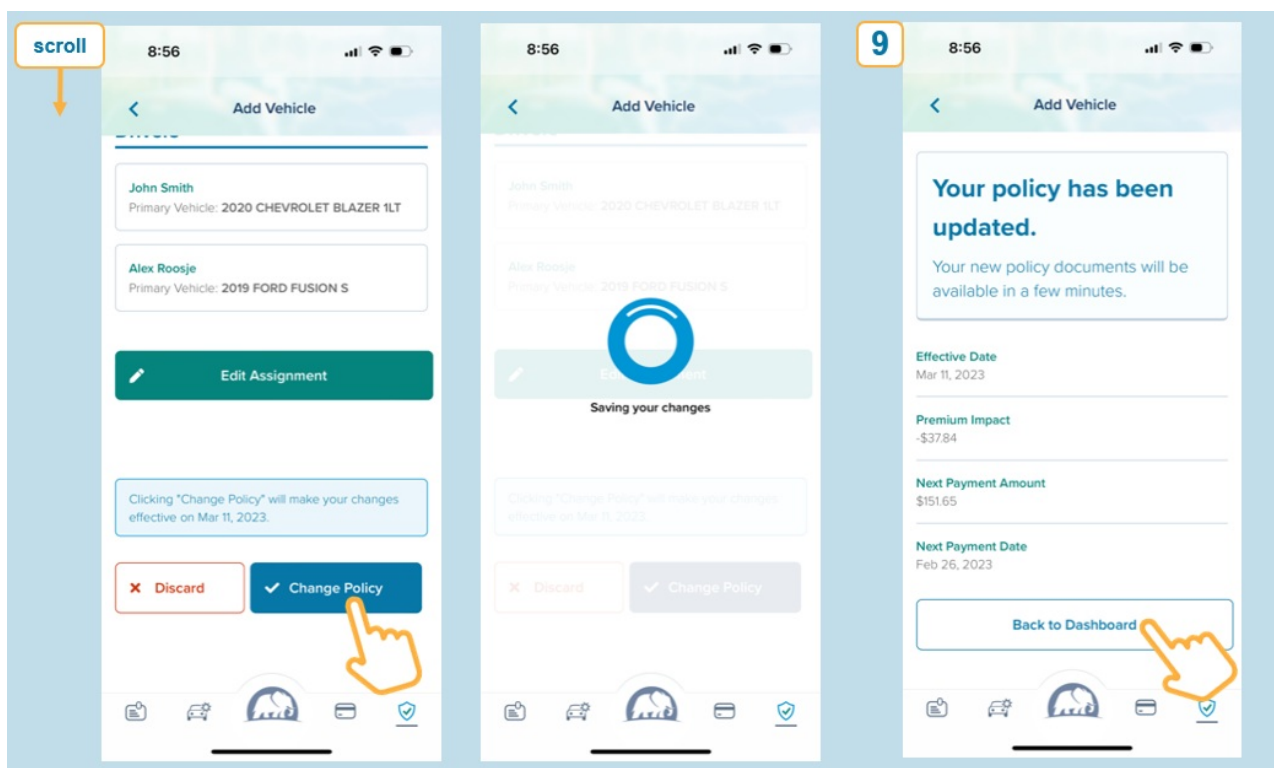 scroll
8:56
Add Vehicle
John Smith
Primary Vehicle: 2020 CHEVROLET BLAZER 1LT
Alex Roosje
Primary Vehicle: 2019 FORD FUSION S
Edit Assignment
Clicking "Change Policy" will make your changes
effective on Mar 11, 2023.
Discard
Change Policy
8:56
Add Vehicle
John Smith
Primary Vehicle: 2020 CHEVROLET BLAZER 1LT
Alex Roosje
Primary Vehicle: 2019 FORD FUSION S
Saving your changes
Clicking "Change Policy" will make your changes
effective on Mar 11, 2023.
Discard
Change Policy
9
8:56
Add Vehicle
Your policy has been
updated.
Your new policy documents will be
available in a few minutes.
Effective Date
Mar 11, 2023
Premium Impact
-$37.84
Next Payment Amount
$151.65
Next Payment Date
Feb 26, 2023
Back to Dashboard